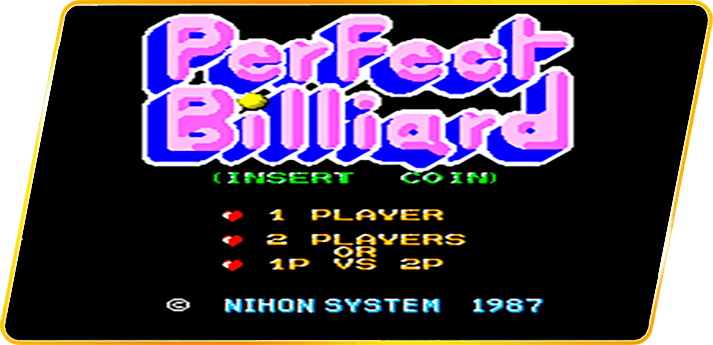 Perfect
Billiard
(INSERT COIN)
1 PLAYER
2 PLAYERS
OR
1P VS 2P
© NIHON SYSTEM 1987